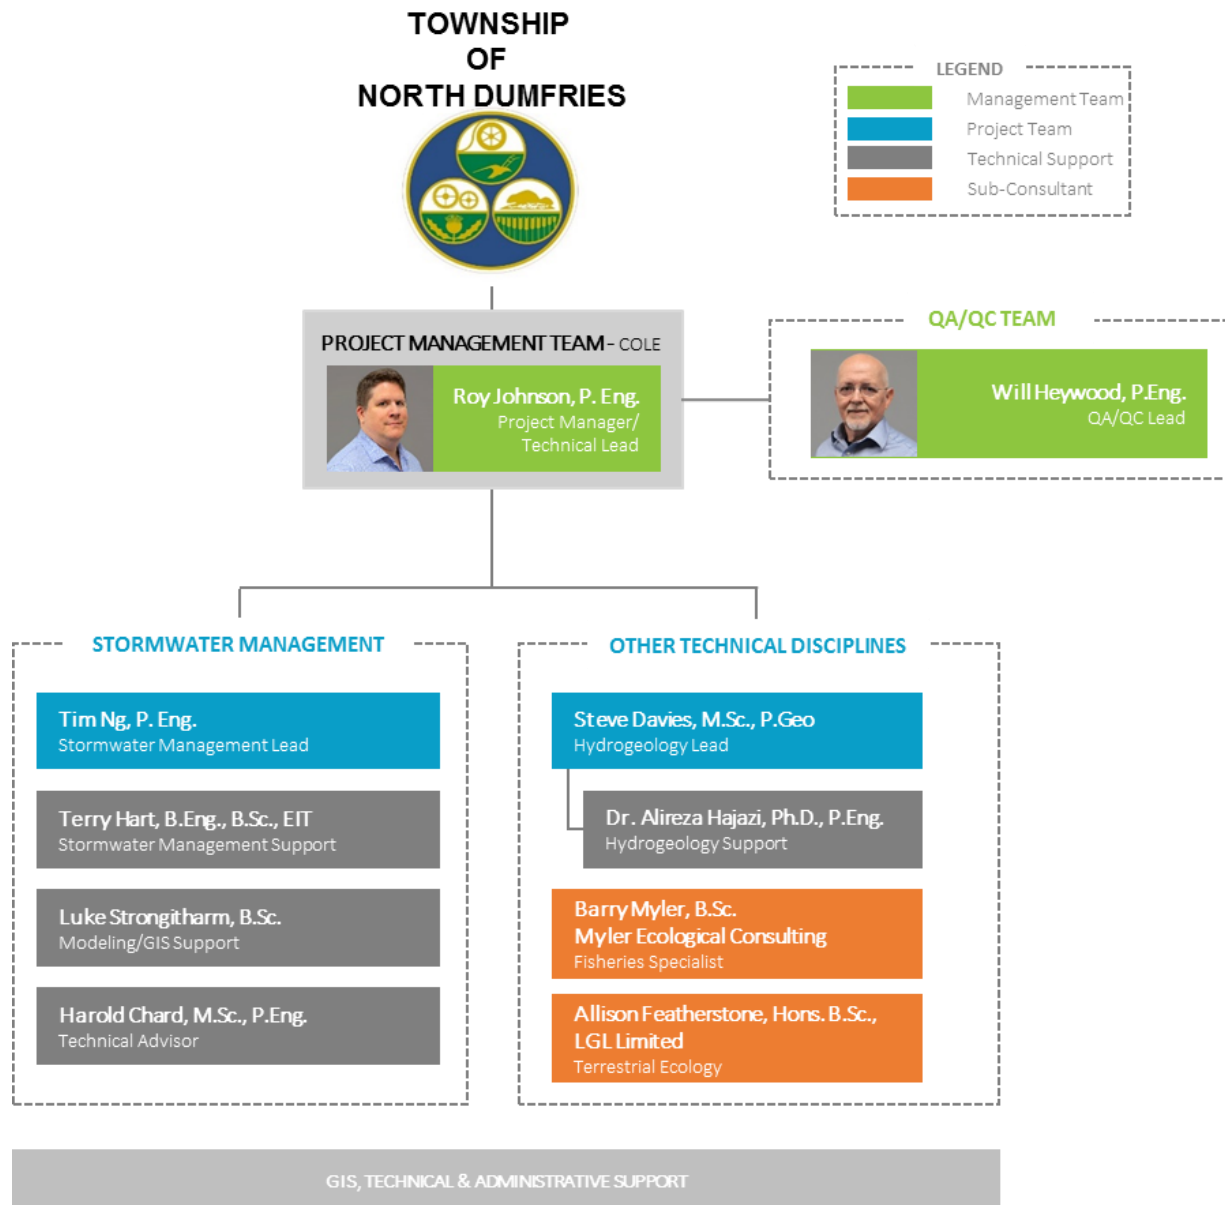 TOWNSHIP
OF
NORTH DUMFRIES
LEGEND
Management Team
Project Team
Technical Support
Sub-Consultant
PROJECT MANAGEMENT TEAM - COLE
Roy Johnson, P. Eng.
Project Manager/
Technical Lead
QA/QC TEAM
Will Heywood, P.Eng.
QA/QC Lead
STORMWATER MANAGEMENT
Tim Ng, P. Eng.
Stormwater Management Lead
Terry Hart, B.Eng., B.Sc., EIT
Stormwater Management Support
Luke Strongitharm, B.Sc.
Modeling/GIS Support
Harold Chard, M.Sc., P.Eng.
Technical Advisor
OTHER TECHNICAL DISCIPLINES
Steve Davies, M.Sc., P.Geo
Hydrogeology Lead
Dr. Alireza Hajazi, Ph.D., P.Eng.
Hydrogeology Support
Barry Myler, B.Sc.
Myler Ecological Consulting
Fisheries Specialist
Allison Featherstone, Hons. B.Sc.,
LGL Limited
Terrestrial Ecology
GIS, TECHNICAL & ADMINISTRATIVE SUPPORT